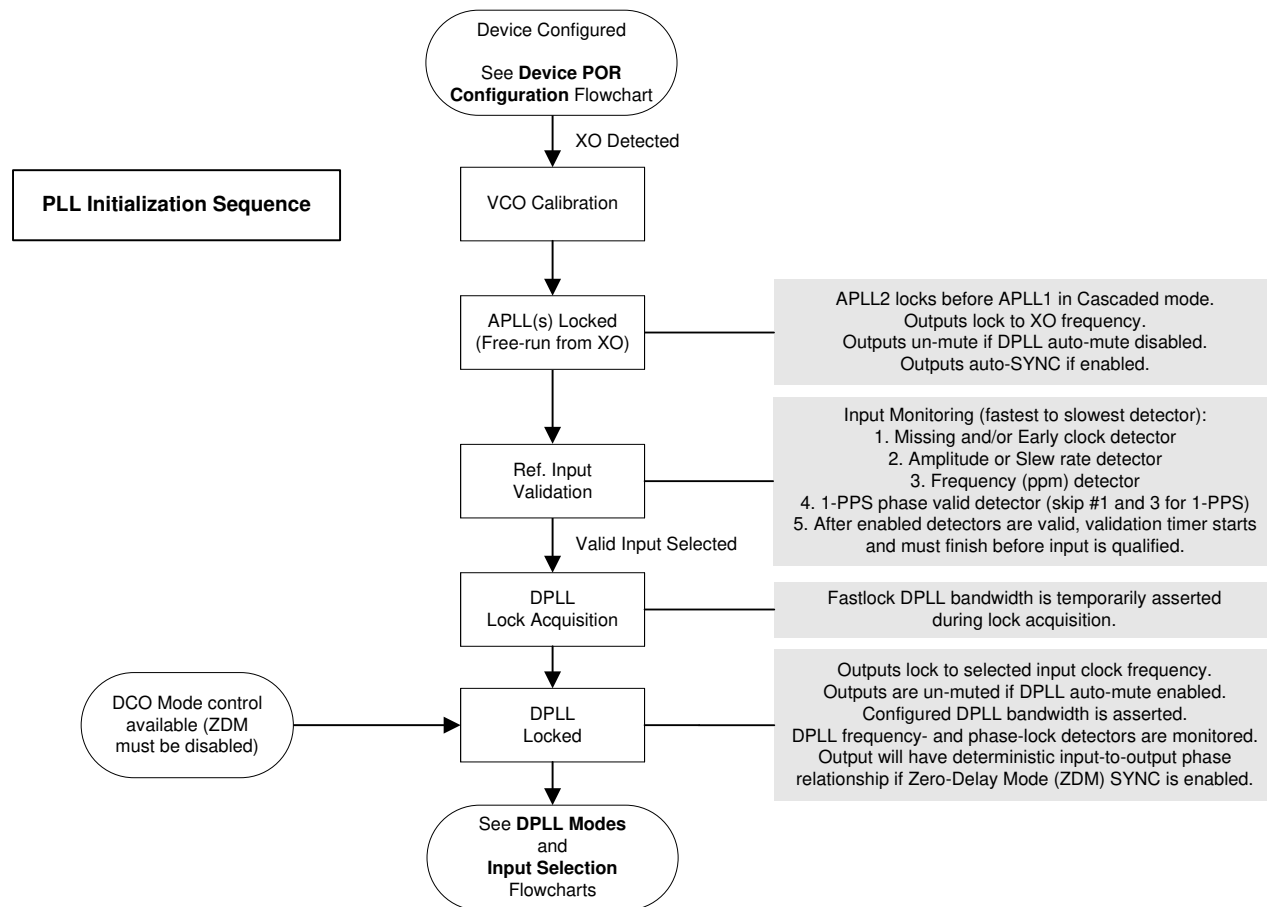 Device Configured
See Device POR
Configuration Flowchart
XO Detected
PLL Initialization Sequence
VCO Calibration
APLL(s) Locked
(Free-run from XO)
APLL2 locks before APLL1 in Cascaded mode.
Outputs lock to XO frequency.
Outputs un-mute if DPLL auto-mute disabled.
Outputs auto-SYNC if enabled.
Ref. Input
Validation
Input Monitoring (fastest to slowest detector):
1. Missing and/or Early clock detector
2. Amplitude or Slew rate detector
3. Frequency (ppm) detector
4. 1-PPS phase valid detector (skip #1 and 3 for 1-PPS)
5. After enabled detectors are valid, validation timer starts
and must finish before input is qualified.
Valid Input Selected
DPLL
Lock Acquisition
Fastlock DPLL bandwidth is temporarily asserted
during lock acquisition.
DCO Mode control
available (ZDM
must be disabled)
DPLL
Locked
Outputs lock to selected input clock frequency.
Outputs are un-muted if DPLL auto-mute enabled.
Configured DPLL bandwidth is asserted.
DPLL frequency- and phase-lock detectors are monitored.
Output will have deterministic input-to-output phase
relationship if Zero-Delay Mode (ZDM) SYNC is enabled.
See DPLL Modes
and
Input Selection
Flowcharts